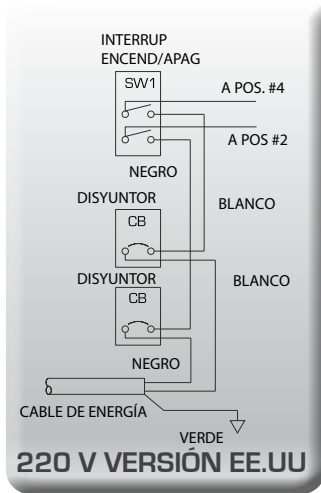 INTERRUP
ENCEND/APAG
SW1
A POS. #4
A POS #2
NEGRO
DISYUNTOR
BLANCO
CB
DISYUNTOR
BLANCO
CB
NEGRO
CABLE DE ENERGÍA
VERDE
220 V VERSIÓN EE.UU